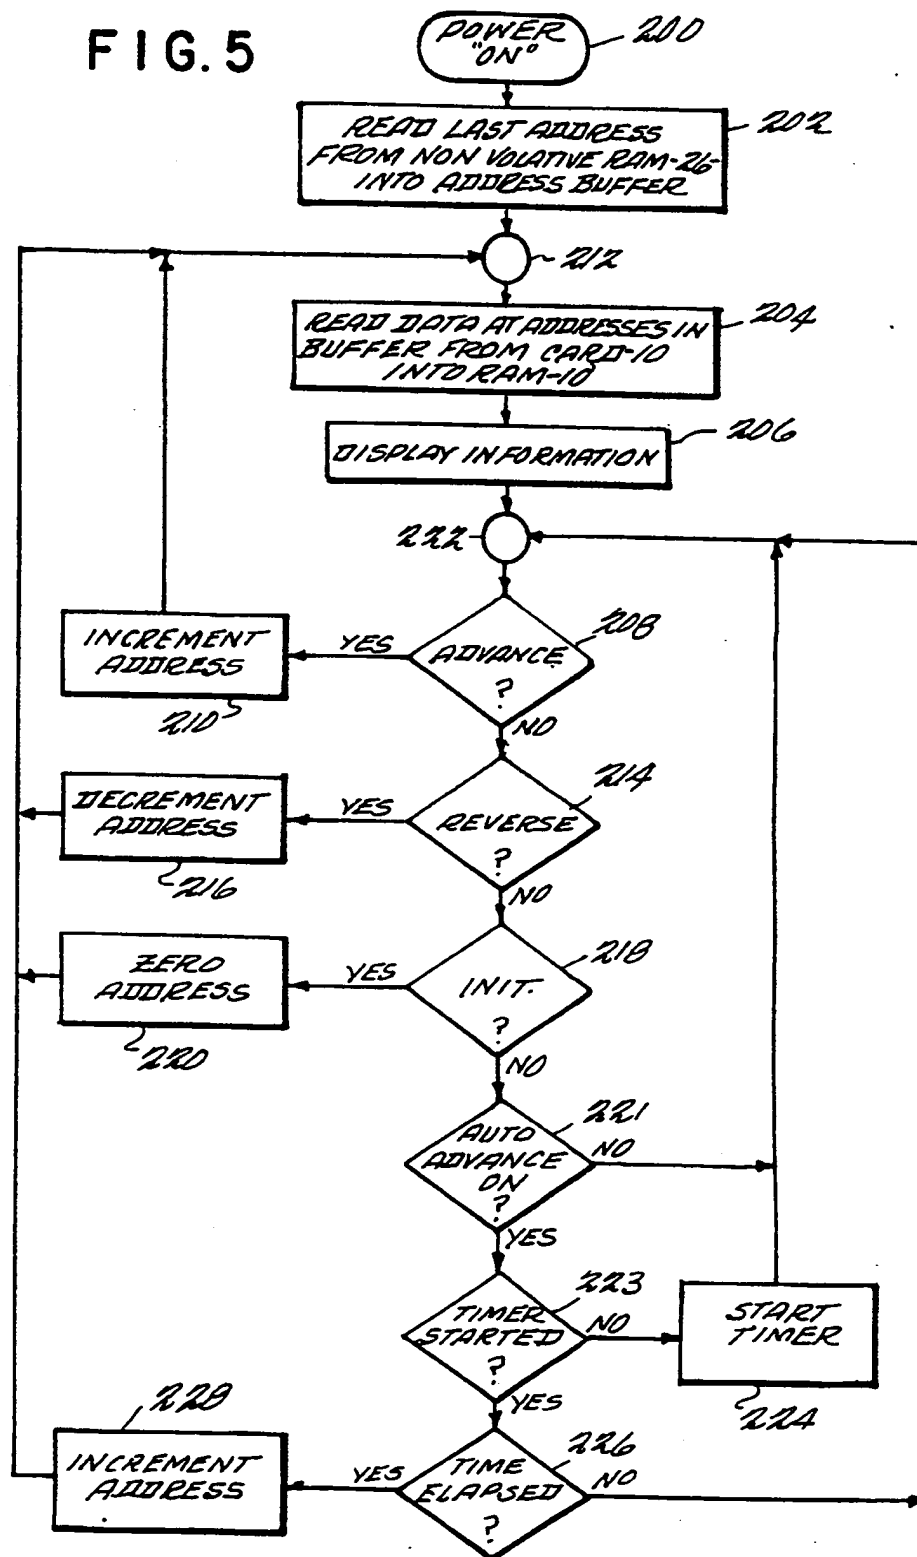 FIG. 5
POWER
"ON"
200
READ LAST ADDRESS
FROM NON VOLATIVE RAM-26-
INTO ADDRESS BUFFER
202
212
READ DATA AT ADDRESSES IN
BUFFER FROM CARD-10
INTO RAM-10
204
DISPLAY INFORMATION
206
222
ADVANCE
?
208
YES
INCREMENT
ADDRESS
210
NO
REVERSE
?
214
YES
DECREMENT
ADDRESS
216
NO
INIT.
?
218
YES
ZERO
ADDRESS
220
NO
AUTO
ADVANCE
ON
?
221
NO
YES
TIMER
STARTED
?
223
NO
START
TIMER
224
YES
TIME
ELAPSED
?
226
NO
YES
INCREMENT
ADDRESS
228